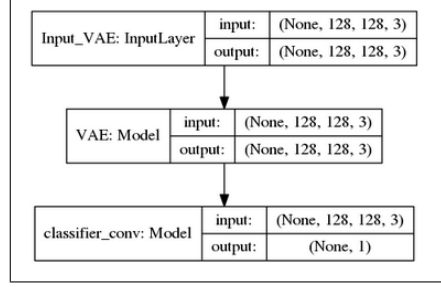 Input_VAE: InputLayer
input: (None, 128, 128, 3)
output: (None, 128, 128, 3)
VAE: Model
input: (None, 128, 128, 3)
output: (None, 128, 128, 3)
classifier_conv: Model
input: (None, 128, 128, 3)
output: (None, 1)